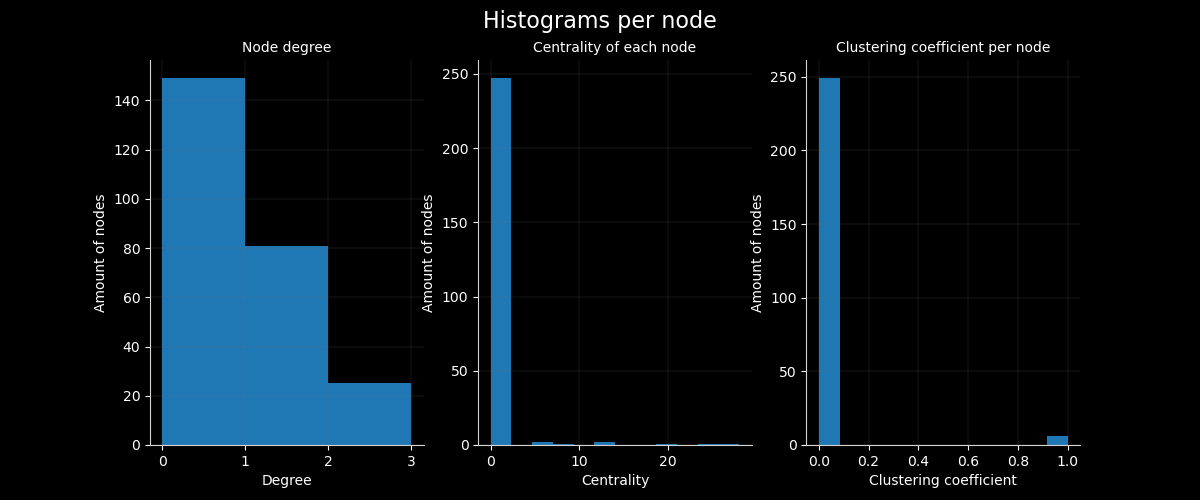 Histograms per node
Node degree
Amount of nodes
140
120
100
80
60
40
20
0
0 1 2 3
Degree
Centrality of each node
Amount of nodes
250
200
150
100
50
0
0 10 20
Centrality
Clustering coefficient per node
Amount of nodes
250
200
150
100
50
0
0.0 0.2 0.4 0.6 0.8 1.0
Clustering coefficient